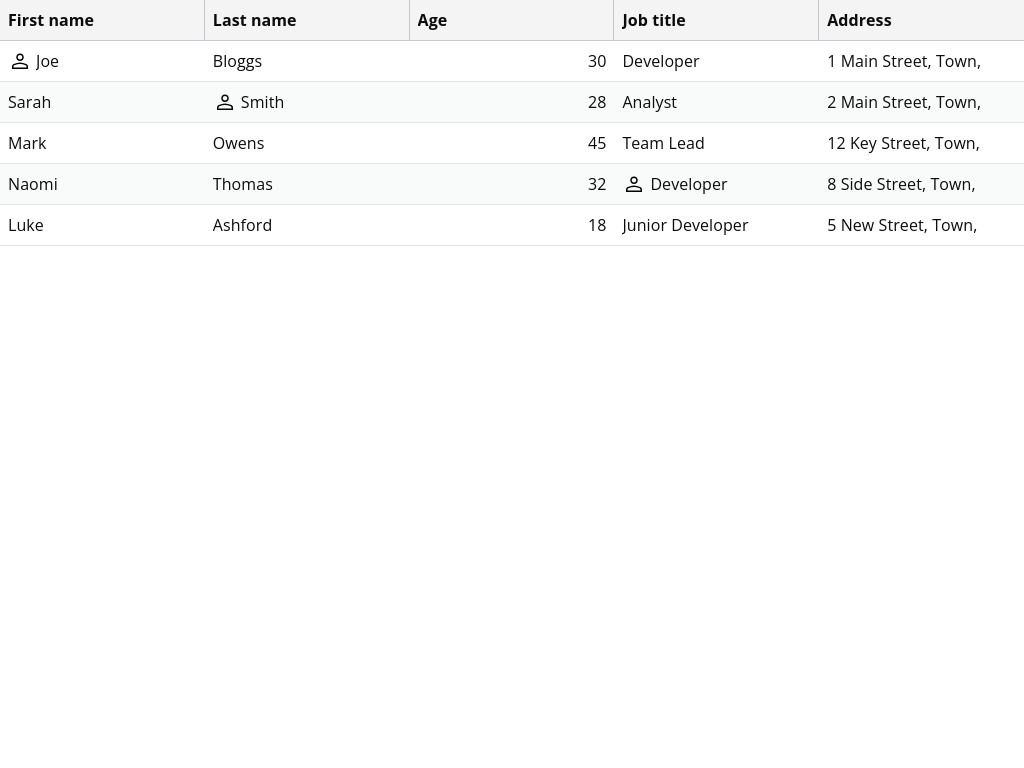 First name Last name Age Job title Address
Joe Bloggs 30 Developer 1 Main Street, Town,
Sarah Smith 28 Analyst 2 Main Street, Town,
Mark Owens 45 Team Lead 12 Key Street, Town,
Naomi Thomas 32 Developer 8 Side Street, Town,
Luke Ashford 18 Junior Developer 5 New Street, Town,